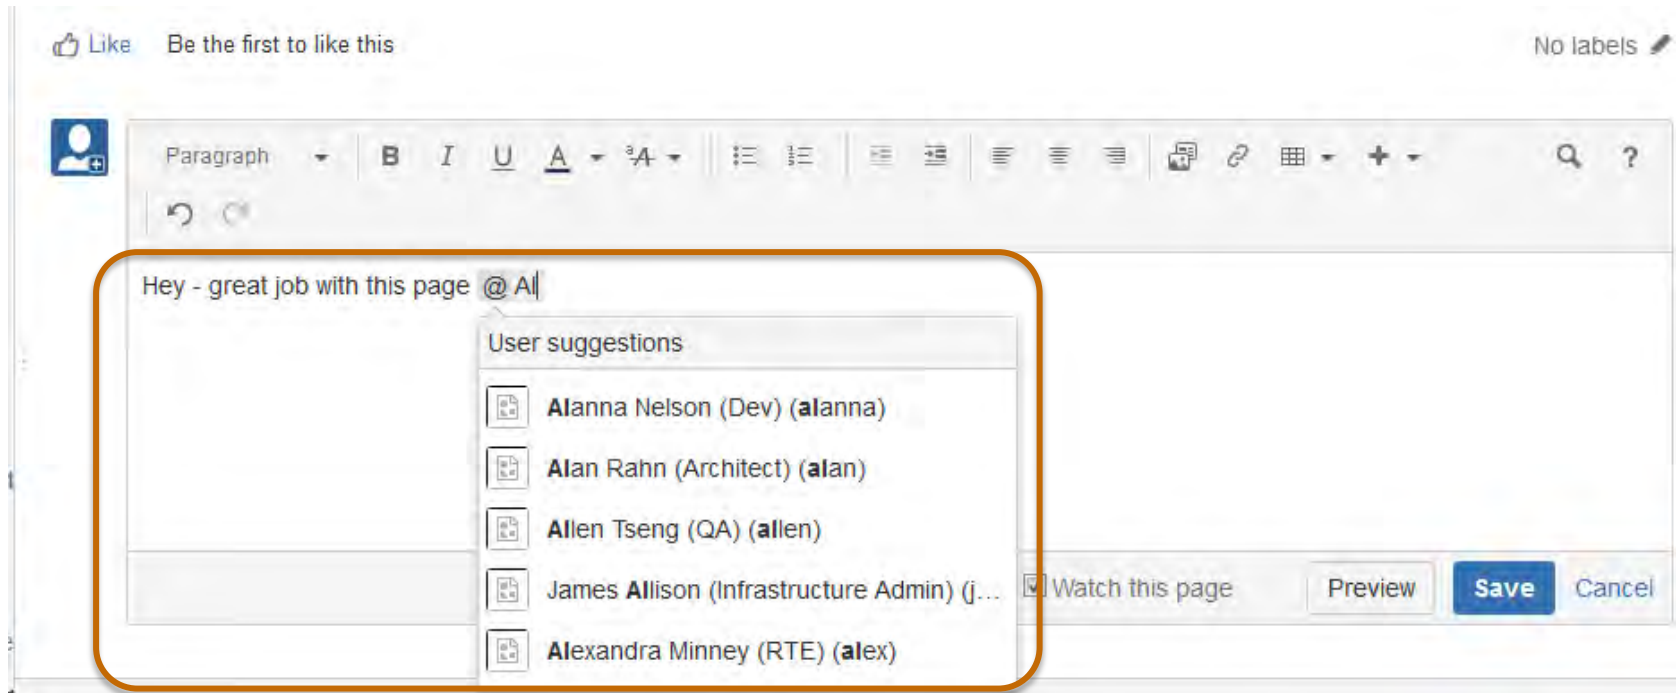 Like Be the first to like this No labels
Paragraph B I U A ªA ?
Hey - great job with this page @ Al
User suggestions
Alanna Nelson (Dev) (alanna)
Alan Rahn (Architect) (alan)
Allen Tseng (QA) (allen)
James Allison (Infrastructure Admin) (j...
Watch this page Preview Save Cancel
Alexandra Minney (RTE) (alex)